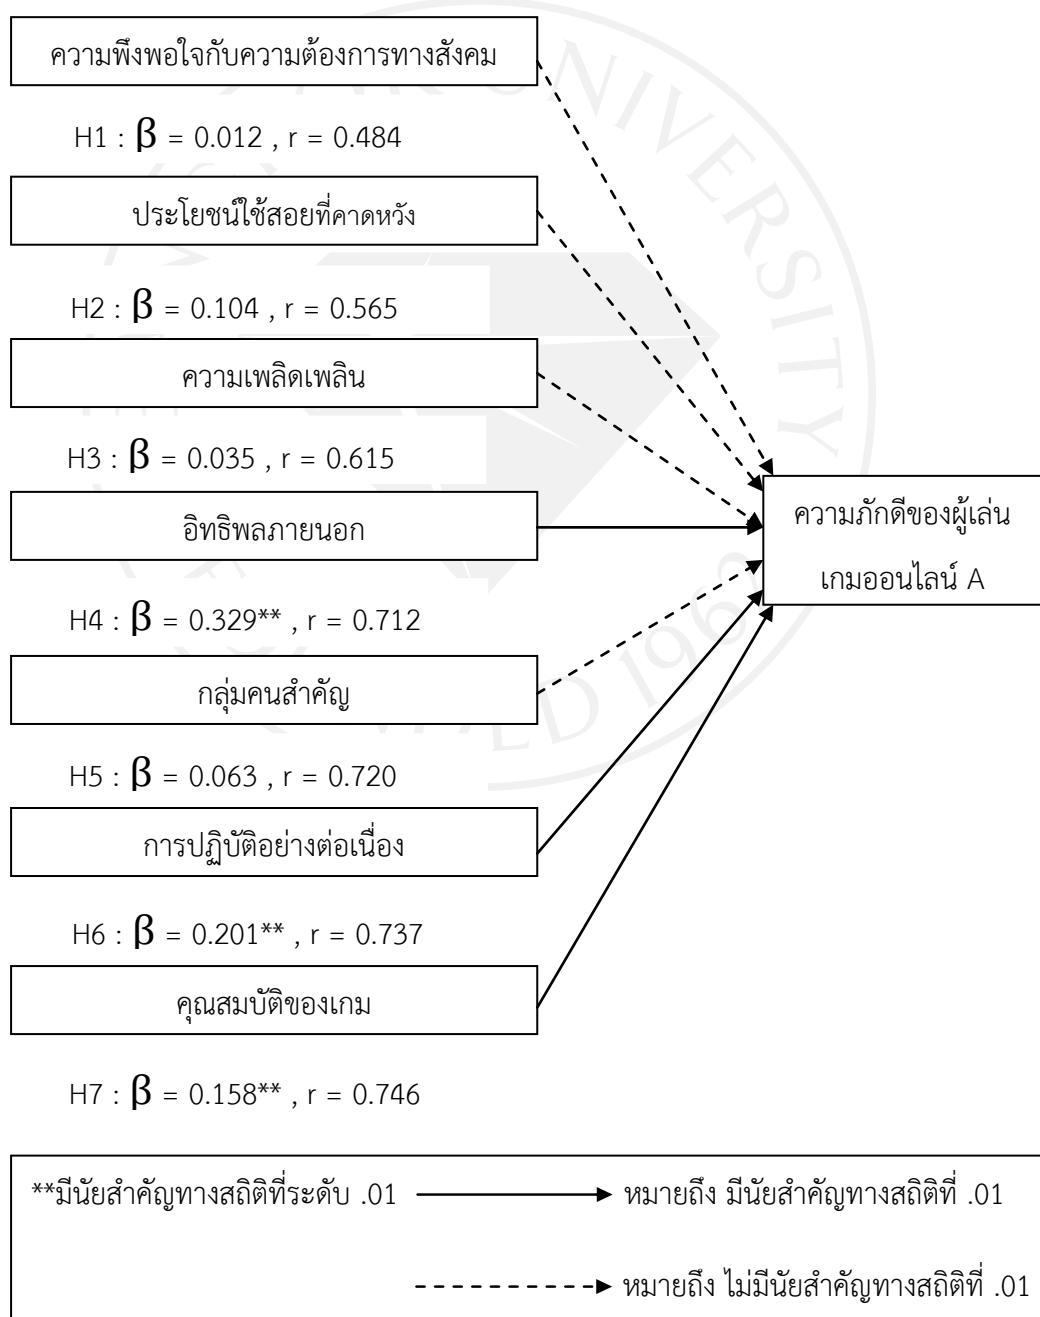 ความพึงพอใจกับความต้องการทางสังคม
H1 : β = 0.012 , r = 0.484
ประโยชน์ใช้สอยที่คาดหวัง
H2 : β = 0.104 , r = 0.565
ความเพลิดเพลิน
H3 : β = 0.035 , r = 0.615
อิทธิพลภายนอก
H4 : β = 0.329** , r = 0.712
กลุ่มคนสำคัญ
H5 : β = 0.063 , r = 0.720
การปฏิบัติอย่างต่อเนื่อง
H6 : β = 0.201** , r = 0.737
คุณสมบัติของเกม
H7 : β = 0.158** , r = 0.746
ความภักดีของผู้เล่น
เกมออนไลน์ A
**มีนัยสำคัญทางสถิติที่ระดับ .01 หมายถึง มีนัยสำคัญทางสถิติที่ .01
หมายถึง ไม่มีนัยสำคัญทางสถิติที่ .01
UNIVERSITY